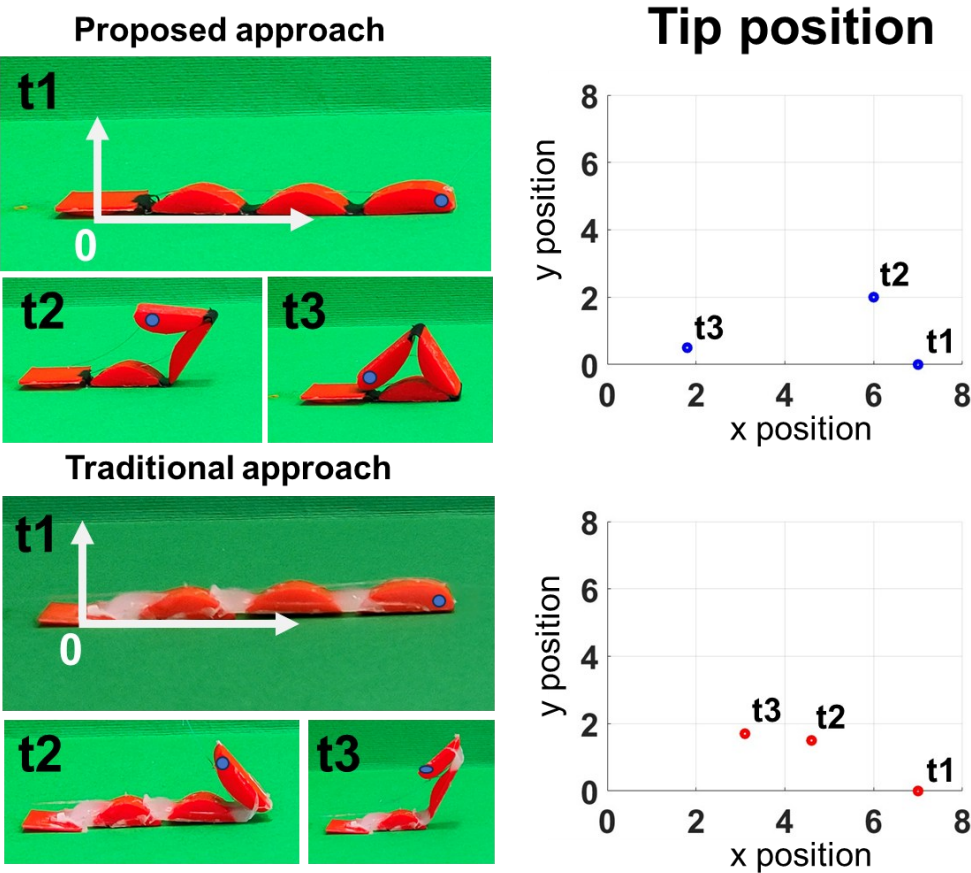 Proposed approach
t1
0
t2
t3
Traditional approach
t1
0
t2
t3
Tip position
8
6
4
2
0
y position
t3
t2
t1
0 2 4 6 8
x position
8
6
4
2
0
y position
t3
t2
t1
0 2 4 6 8
x position